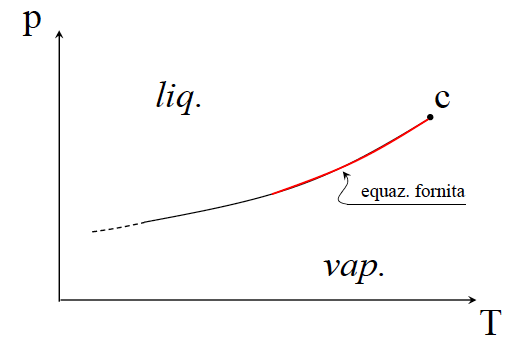 p
liq.
c
equaz. fornita
vap.
T